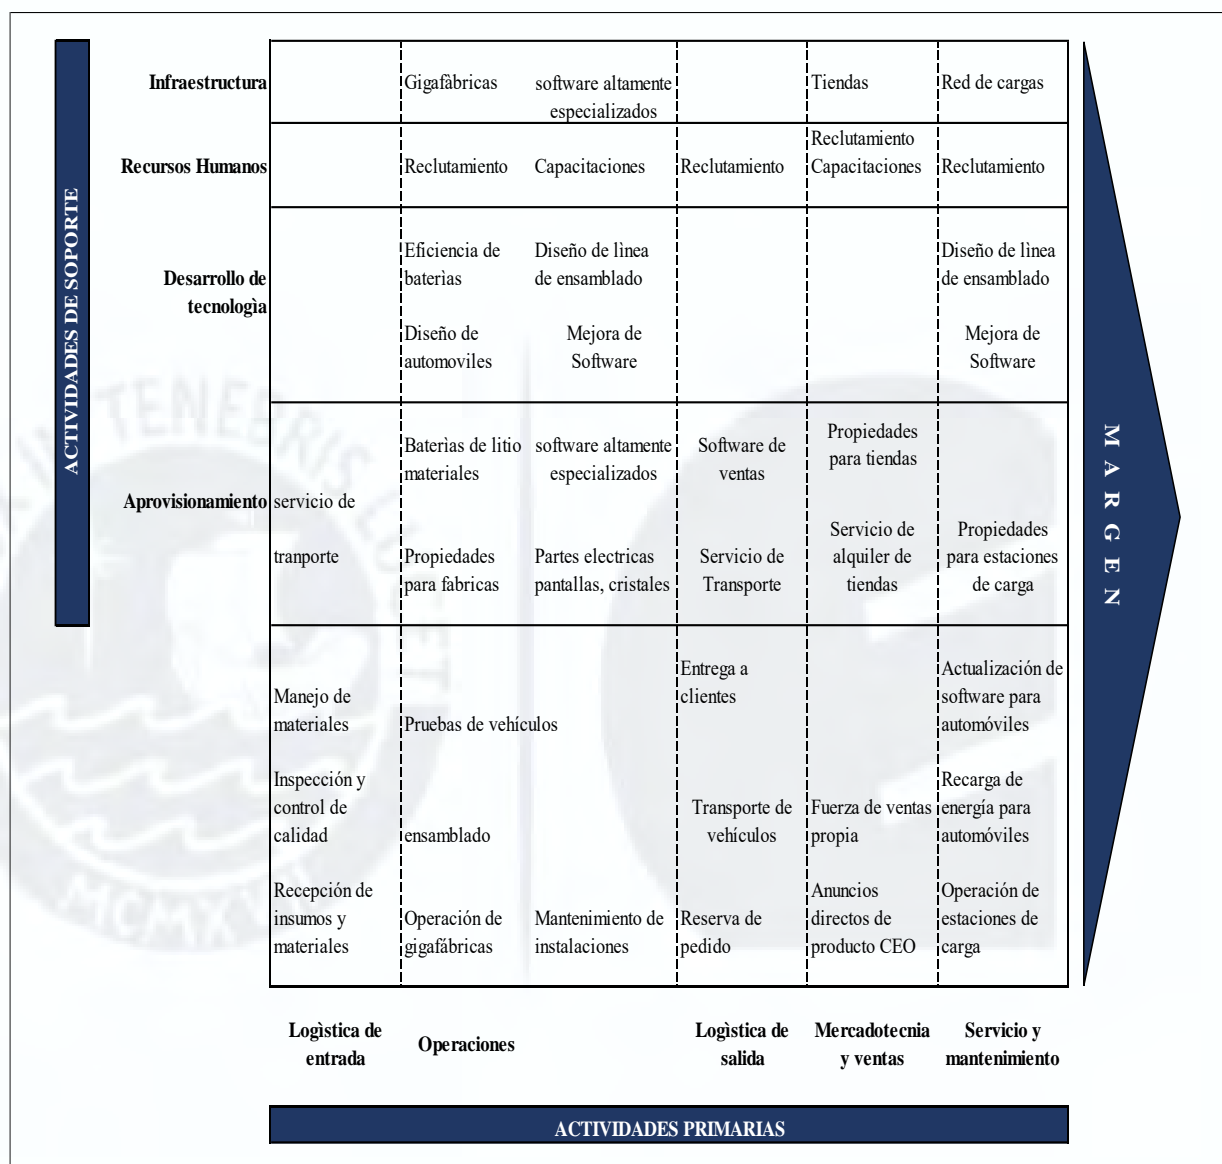 ACTIVIDADES DE SOPORTE
Infraestructura
Gigafàbricas
software altamente
especializados
Tiendas
Red de cargas
Recursos Humanos
Reclutamiento
Capacitaciones
Reclutamiento
Reclutamiento
Capacitaciones
Reclutamiento
Desarrollo de
tecnologìa
Eficiencia de
baterìas
Diseño de
automoviles
Diseño de lìnea
de ensamblado
Mejora de
Software
Diseño de lìnea
de ensamblado
Mejora de
Software
Aprovisionamiento
servicio de
tranporte
Baterìas de litio
materiales
Propiedades
para fabricas
software altamente
especializados
Partes electricas
pantallas, cristales
Software de
ventas
Servicio de
Transporte
Propiedades
para tiendas
Servicio de
alquiler de
tiendas
Propiedades
para estaciones
de carga
Manejo de
materiales
Inspección y
control de
calidad
Recepción de
insumos y
materiales
Pruebas de vehículos
ensamblado
Operación de
gigafábricas
Mantenimiento de
instalaciones
Entrega a
clientes
Transporte de
vehículos
Reserva de
pedido
Fuerza de ventas
propia
Anuncios
directos de
producto CEO
Actualización de
software para
automóviles
Recarga de
energía para
automóviles
Operación de
estaciones de
carga
MARGEN
Logìstica de
entrada
Operaciones
Logìstica de
salida
Mercadotecnia
y ventas
Servicio y
mantenimiento
ACTIVIDADES PRIMARIAS
TENEBRIS
MCMXVII